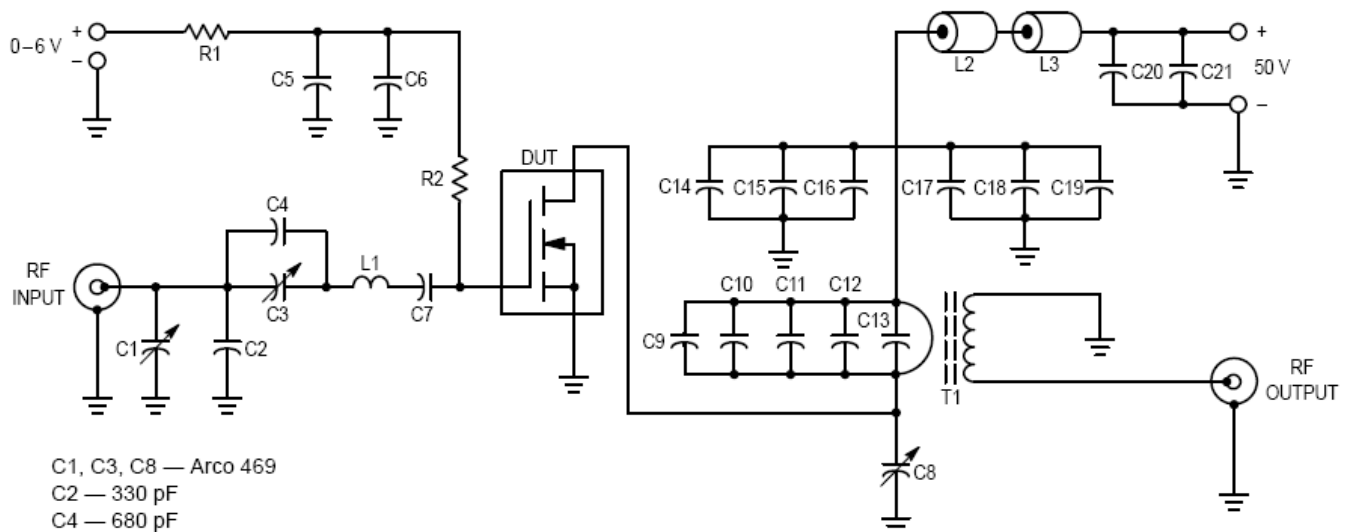 0–6 V
+
–
R1
C5
C6
R2
DUT
L2
L3
C20
C21
+
50 V
–
C14
C15
C16
C17
C18
C19
RF
INPUT
C4
C3
L1
C7
C1
C2
C9
C10
C11
C12
C13
T1
RF
OUTPUT
C8
C1, C3, C8 — Arco 469
C2 — 330 pF
C4 — 680 pF